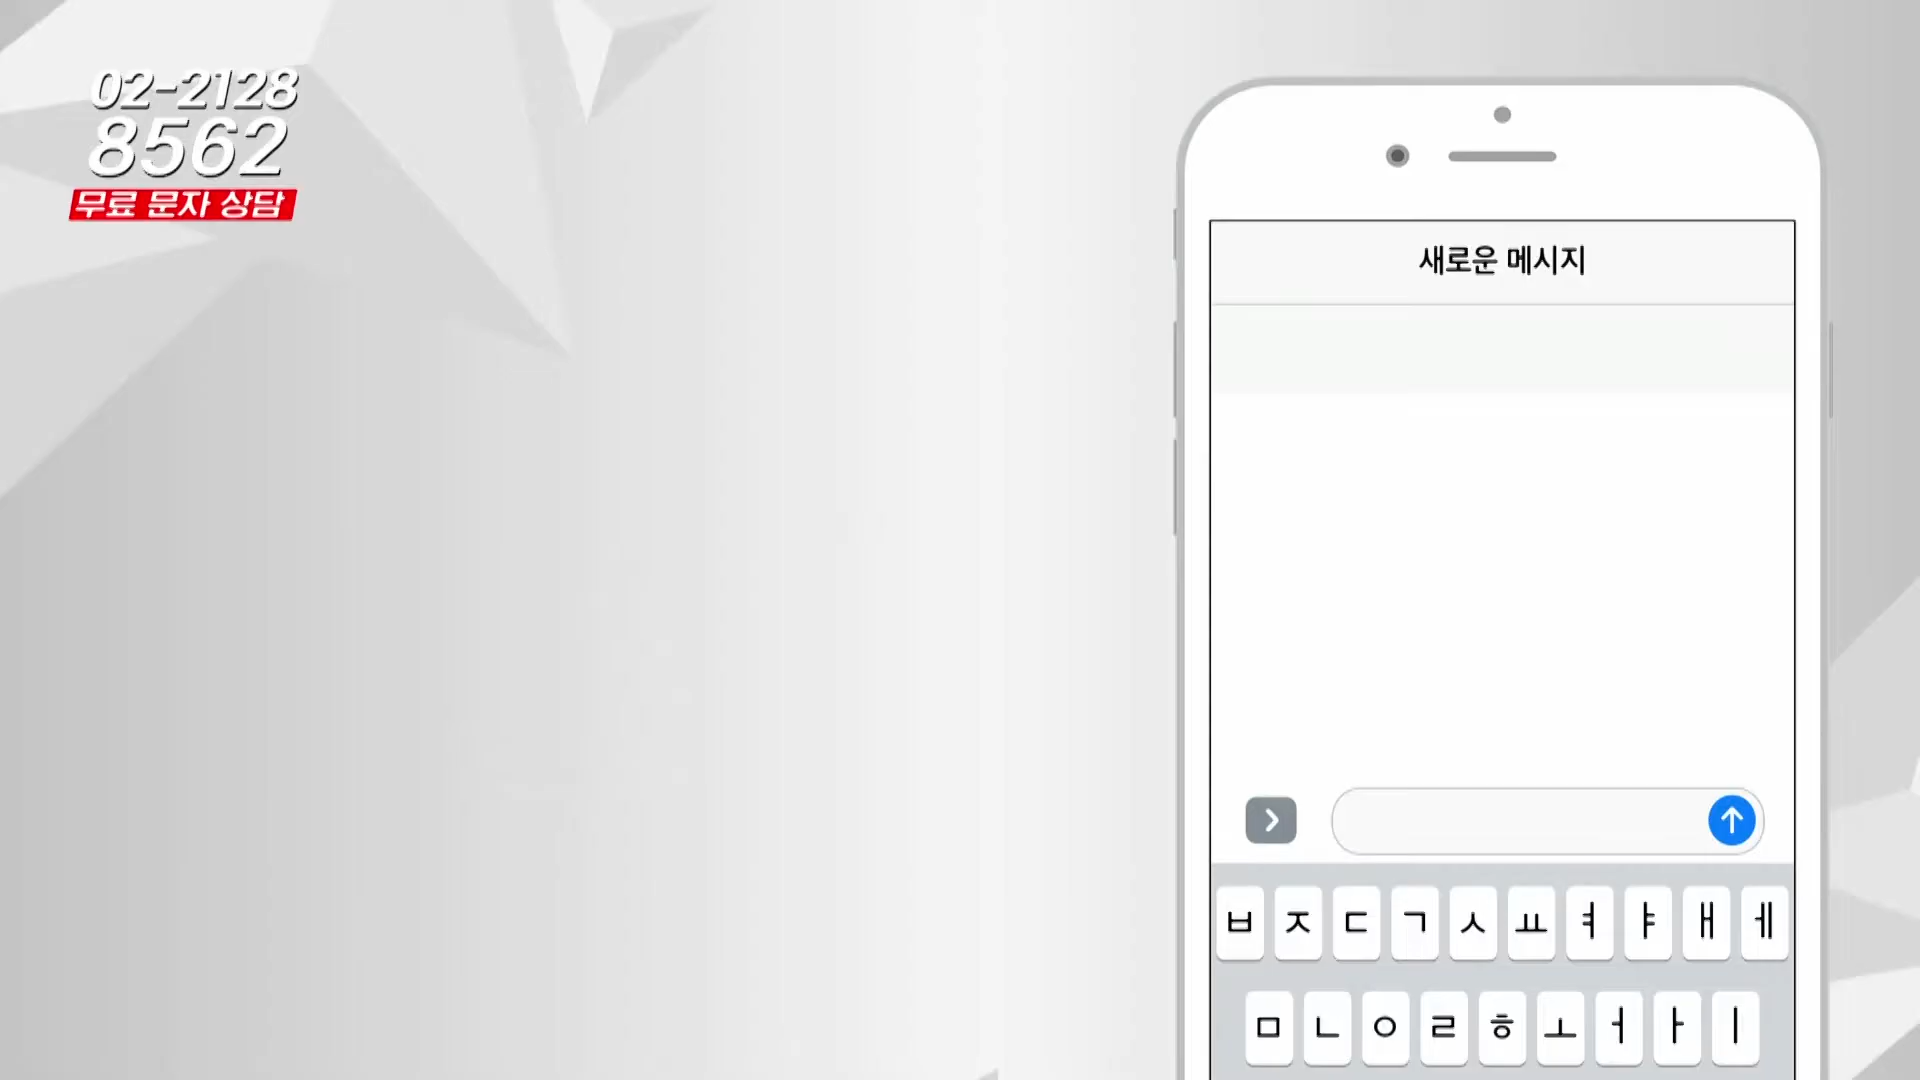 02-2128
8562
무료 문자 상담
새로운 메시지
ㅂ ㅈ ㄷ ㄱ ㅅ ㅛ ㅕ ㅑ ㅐ ㅔ
ㅁ ㄴ ㅇ ㄹ ㅎ ㅗ ㅓ ㅏ ㅣ